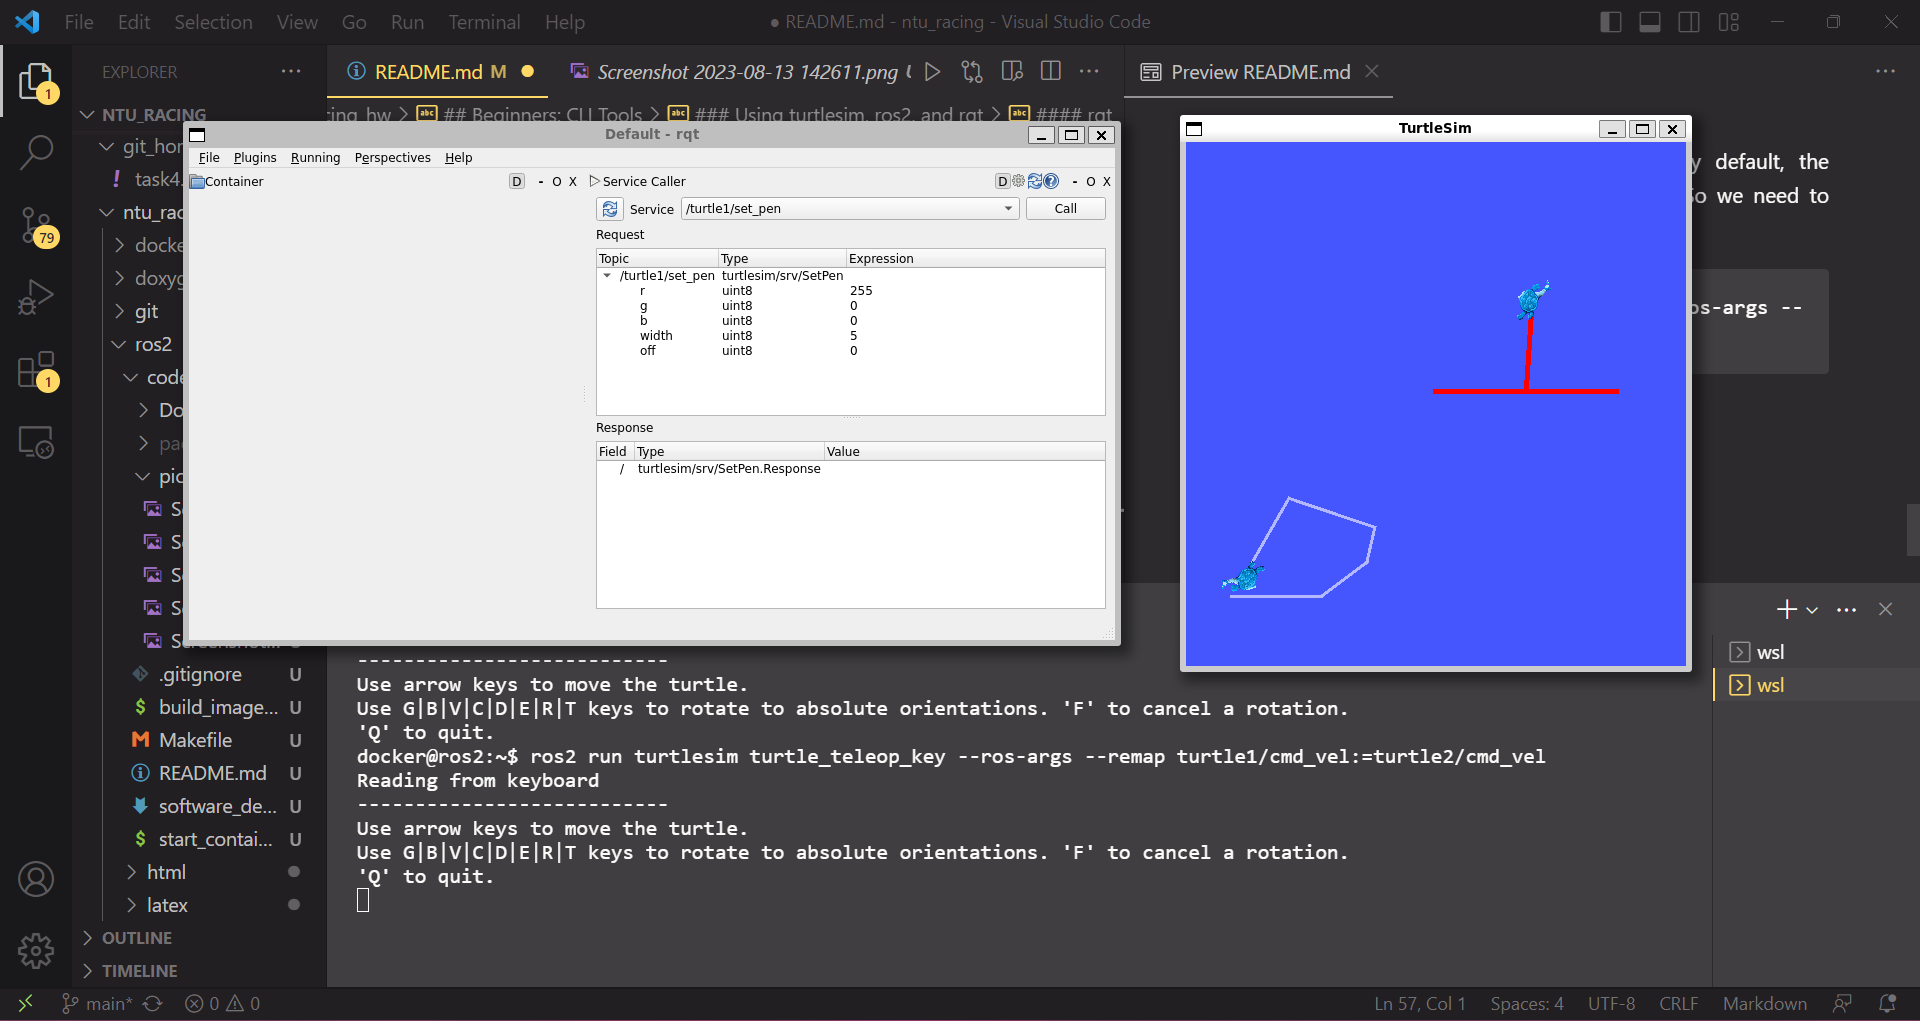 File Edit Selection View Go Run Terminal Help
● README.md - ntu_racing - Visual Studio Code
EXPLORER
README.md M
Screenshot 2023-08-13 142611.png
Preview README.md
NTU_RACING
## Beginners: CLI Tools > ### Using turtlesim, ros2, and rqt > #### rqt
1
git_hor
task4.
ntu_rac
docke
doxyg
git
ros2
code
Do
pac
pic
Sc
Sc
Sc
Sc
Screenshot...
.gitignore U
build_image... U
Makefile U
README.md U
software_de... U
start_contai... U
html
latex
OUTLINE
TIMELINE
79
1
Default - rqt
File Plugins Running Perspectives Help
Container D - O X
Service Caller D - O X
Service /turtle1/set_pen Call
Request
Topic Type Expression
/turtle1/set_pen turtlesim/srv/SetPen
r uint8 255
g uint8 0
b uint8 0
width uint8 5
off uint8 0
Response
Field Type Value
/ turtlesim/srv/SetPen.Response
TurtleSim
y default, the
o we need to
os-args --
---------------------------
Use arrow keys to move the turtle.
Use G|B|V|C|D|E|R|T keys to rotate to absolute orientations. 'F' to cancel a rotation.
'Q' to quit.
docker@ros2:~$ ros2 run turtlesim turtle_teleop_key --ros-args --remap turtle1/cmd_vel:=turtle2/cmd_vel
Reading from keyboard
---------------------------
Use arrow keys to move the turtle.
Use G|B|V|C|D|E|R|T keys to rotate to absolute orientations. 'F' to cancel a rotation.
'Q' to quit.
wsl
wsl
main* 0 0
Ln 57, Col 1 Spaces: 4 UTF-8 CRLF Markdown